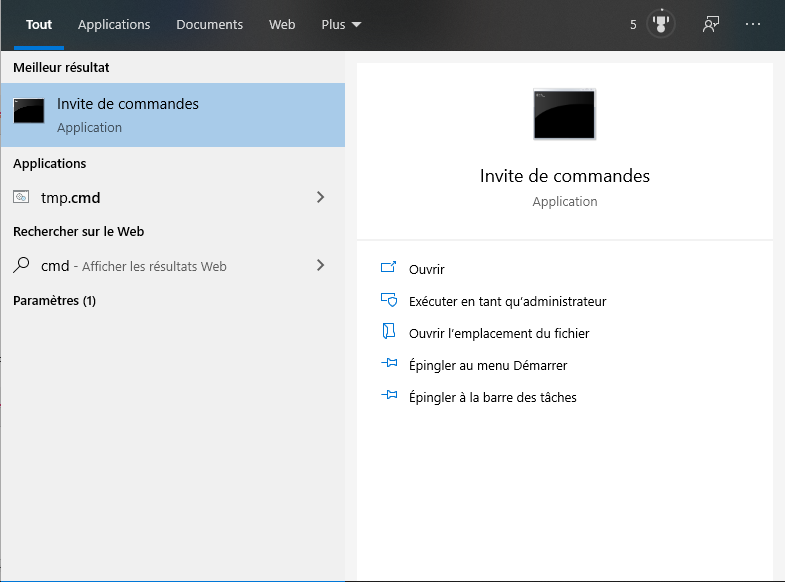 Tout Applications Documents Web Plus 5
Meilleur résultat
Invite de commandes
Application
Applications
tmp.cmd
Rechercher sur le Web
cmd - Afficher les résultats Web
Paramètres (1)
Invite de commandes
Application
Ouvrir
Exécuter en tant qu’administrateur
Ouvrir l’emplacement du fichier
Épingler au menu Démarrer
Épingler à la barre des tâches